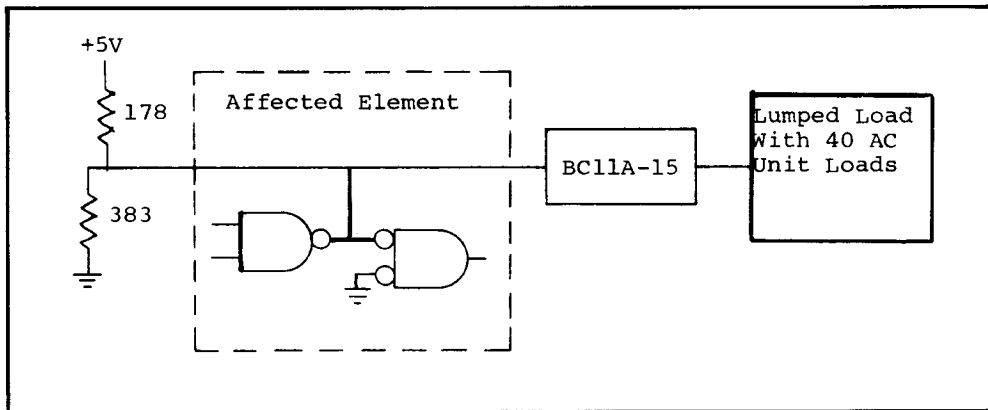 +5V
178
383
Affected Element
BC11A-15
Lumped Load
With 40 AC
Unit Loads